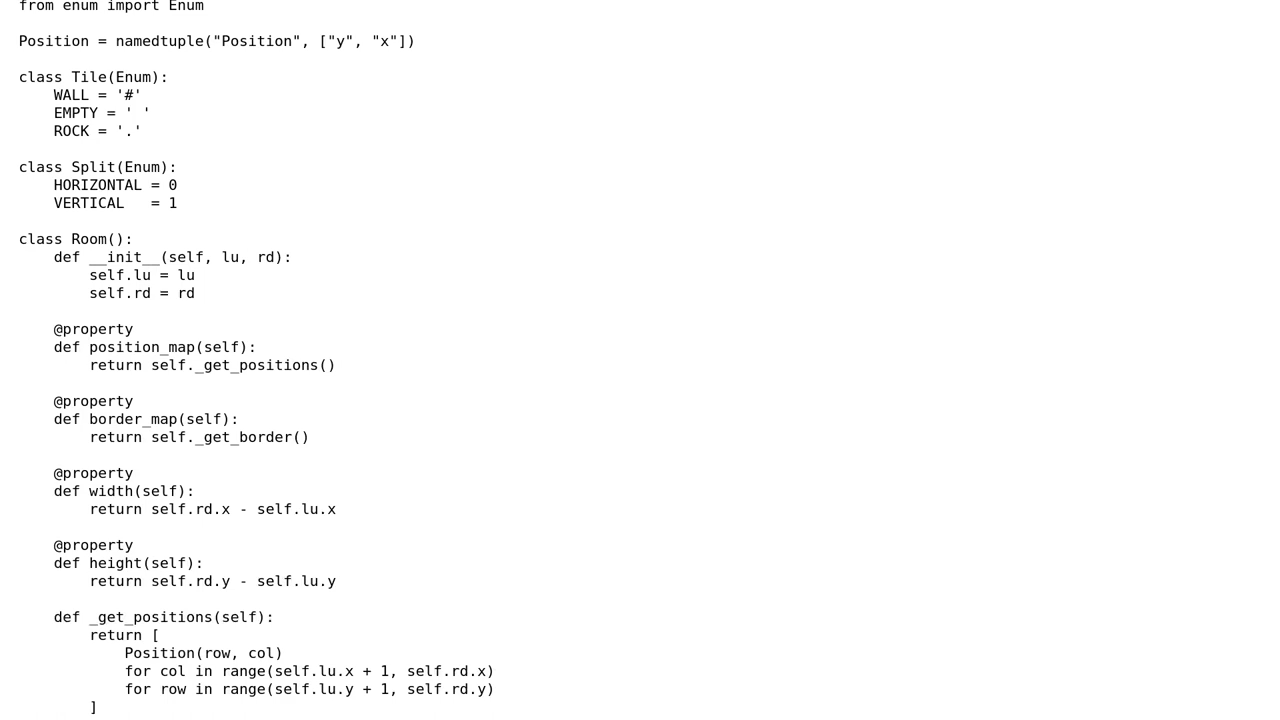 from enum import Enum

Position = namedtuple("Position", ["y", "x"])

class Tile(Enum):
    WALL = '#'
    EMPTY = ' '
    ROCK = '.'

class Split(Enum):
    HORIZONTAL = 0
    VERTICAL   = 1

class Room():
    def __init__(self, lu, rd):
        self.lu = lu
        self.rd = rd

    @property
    def position_map(self):
        return self._get_positions()

    @property
    def border_map(self):
        return self._get_border()

    @property
    def width(self):
        return self.rd.x - self.lu.x

    @property
    def height(self):
        return self.rd.y - self.lu.y

    def _get_positions(self):
        return [
            Position(row, col)
            for col in range(self.lu.x + 1, self.rd.x)
            for row in range(self.lu.y + 1, self.rd.y)
        ]